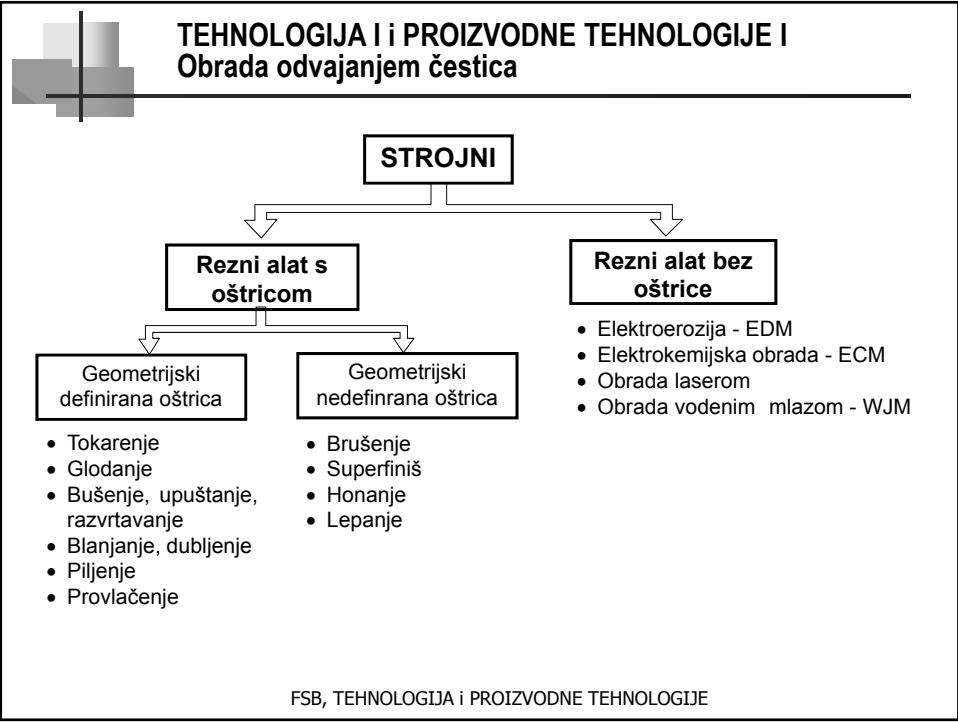 TEHNOLOGIJA I i PROIZVODNE TEHNOLOGIJE I
Obrada odvajanjem čestica
STROJNI
Rezni alat s
oštricom
Rezni alat bez
oštrice
Geometrijski
definirana oštrica
Geometrijski
nedefinrana oštrica
• Tokarenje
• Glodanje
• Bušenje, upuštanje,
razvrtavanje
• Blanjanje, dubljenje
• Piljenje
• Provlačenje
• Brušenje
• Superfiniš
• Honanje
• Lepanje
• Elektroerozija - EDM
• Elektrokemijska obrada - ECM
• Obrada laserom
• Obrada vodenim mlazom - WJM
FSB, TEHNOLOGIJA i PROIZVODNE TEHNOLOGIJE